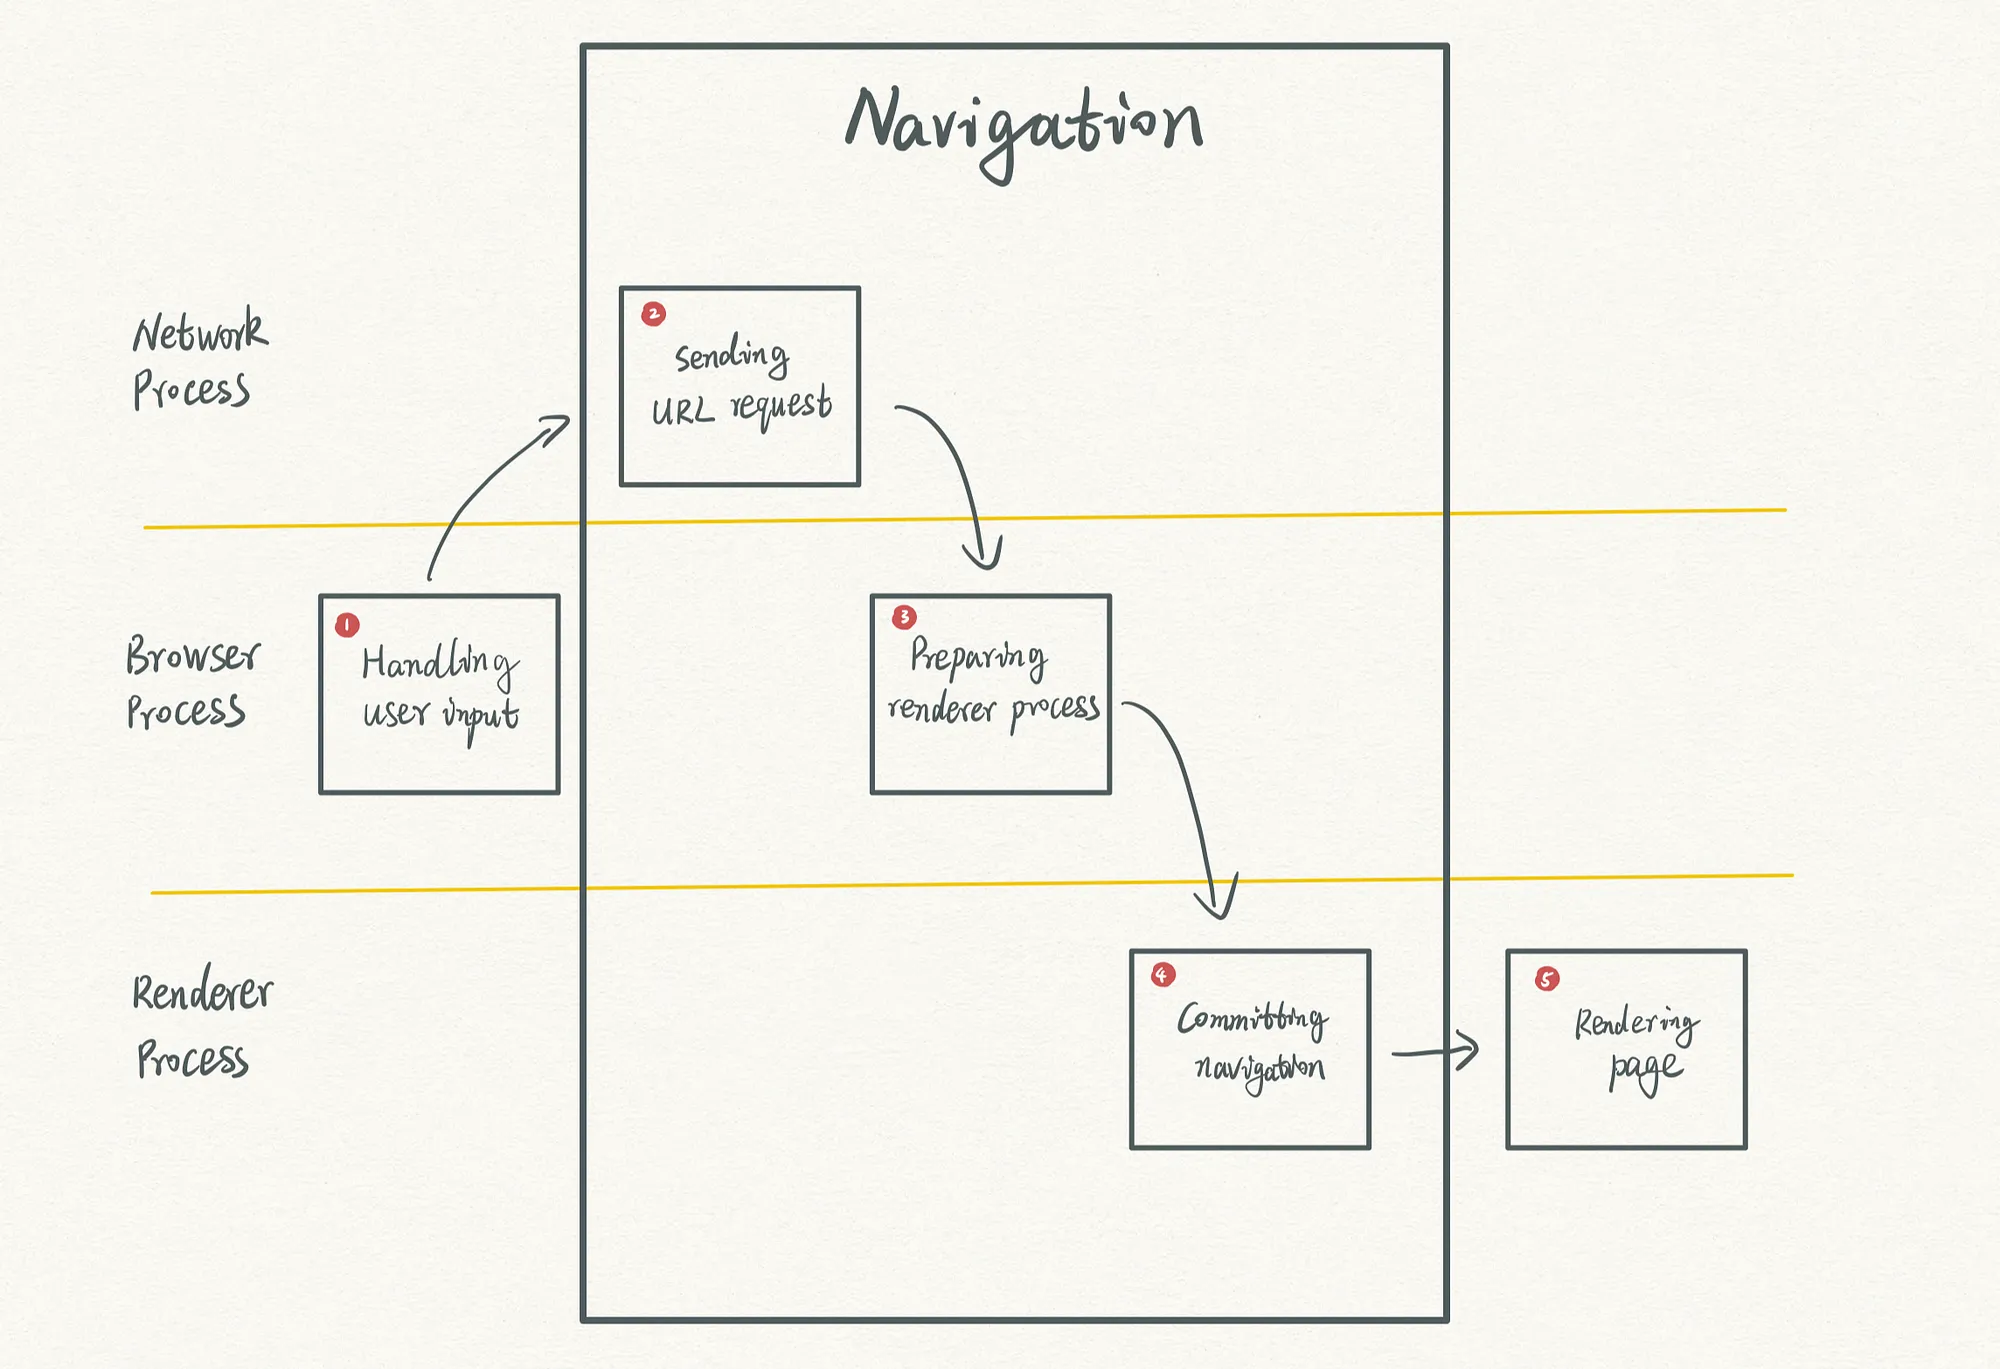 Navigation
Network
Process
2
Sending
URL request
Browser
Process
1
Handling
user input
3
Preparing
renderer process
Renderer
Process
4
Committing
navigation
5
Rendering
page